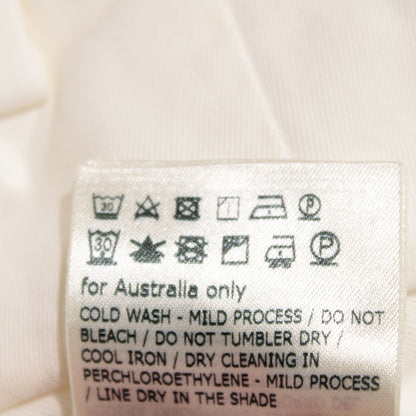 30 P
30 P
for Australia only
COLD WASH - MILD PROCESS / DO NOT
BLEACH / DO NOT TUMBLER DRY /
COOL IRON / DRY CLEANING IN
PERCHLOROETHYLENE - MILD PROCESS
/ LINE DRY IN THE SHADE